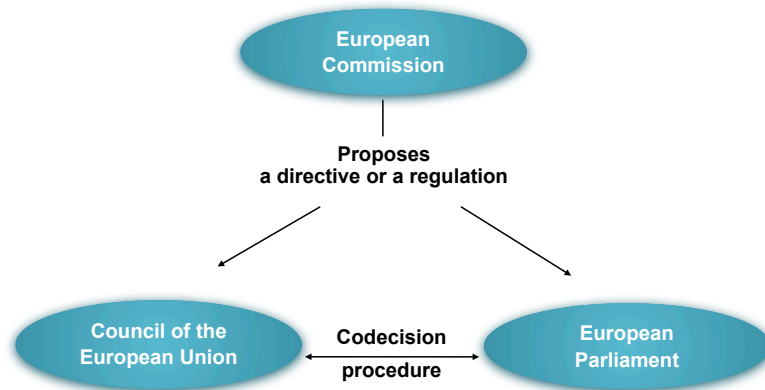 European
Commission
Proposes
a directive or a regulation
Council of the
European Union
Codecision
procedure
European
Parliament